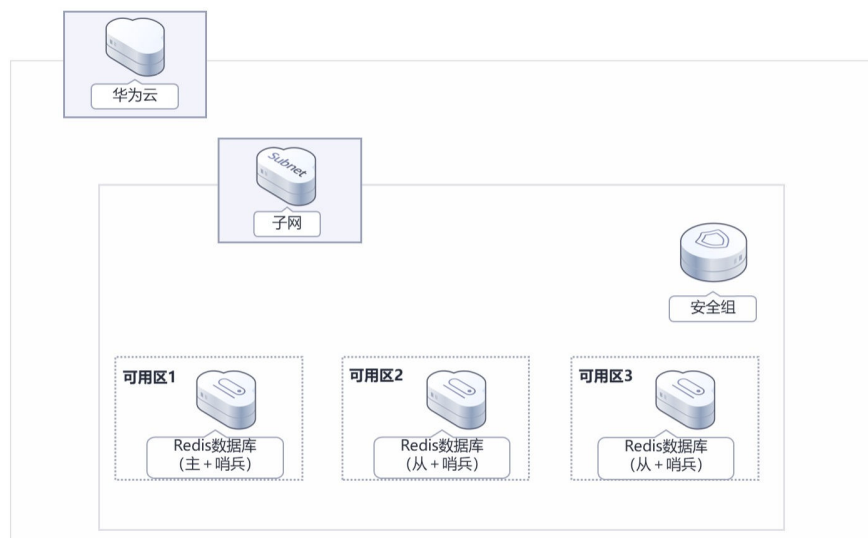 华为云
Subnet
子网
安全组
可用区1
Redis数据库
(主+哨兵)
可用区2
Redis数据库
(从+哨兵)
可用区3
Redis数据库
(从+哨兵)